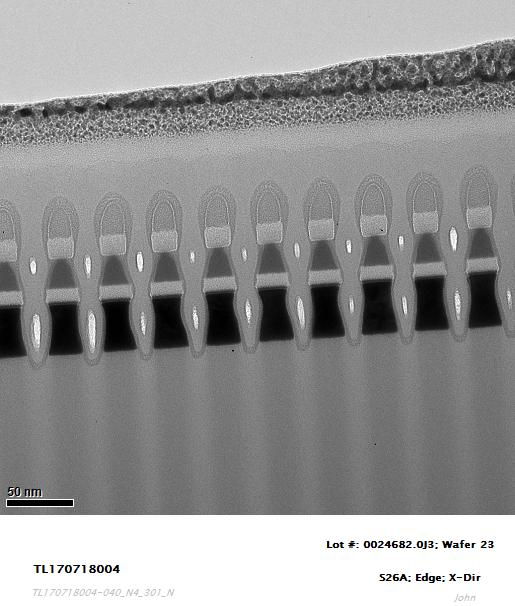 50 nm
Lot #: 0024682.0J3; Wafer 23
TL170718004
S26A; Edge; X-Dir
TL170718004-040_N4_301_N
John